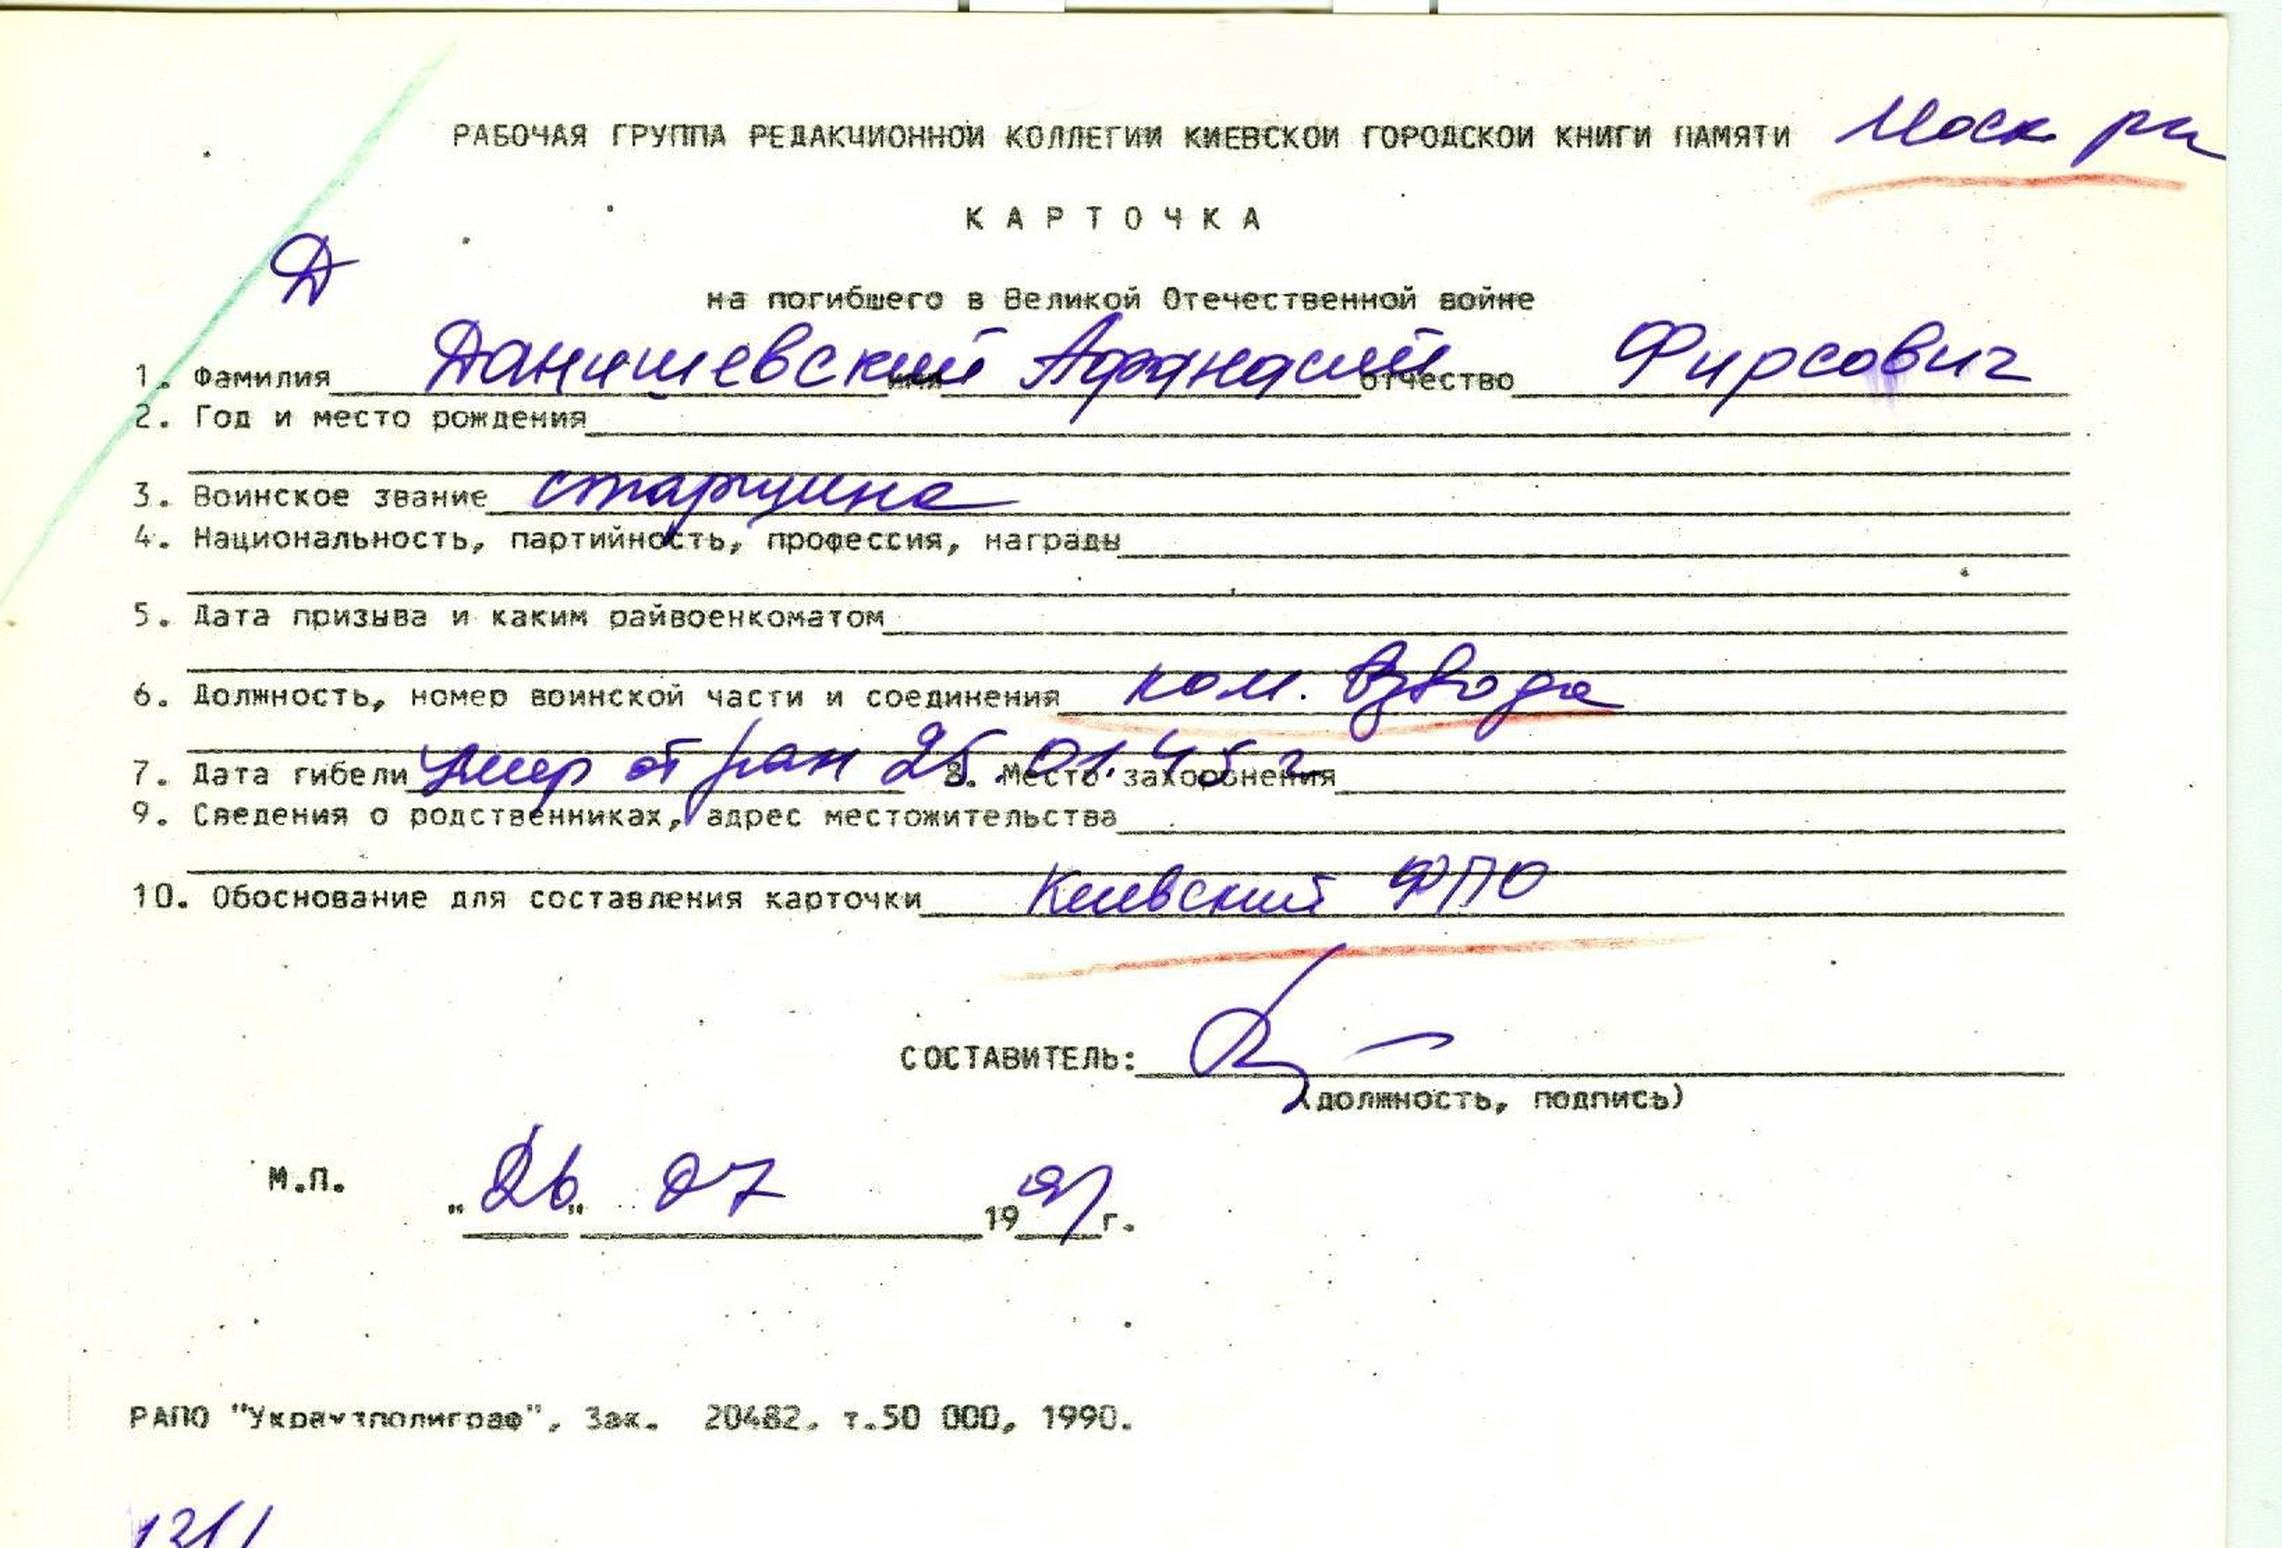 РАБОЧАЯ ГРУППА РЕДАКЦИОННОЙ КОЛЛЕГИИ КИЕВСКОЙ ГОРОДСКОЙ КНИГИ ПАМЯТИ Моск рн
КАРТОЧКА
Д
на погибшего в Великой Отечественной войне
1. Фамилия Данишевский имя Афанасий отчество Фирсович
2. Год и место рождения
3. Воинское звание старшина
4. Национальность, партийность, профессия, награды
5. Дата призыва и каким райвоенкоматом
6. Должность, номер воинской части и соединения ком. взвода
7. Дата гибели умер от ран 25.01.45 г 8. Место захоронения
9. Сведения о родственниках, адрес местожительства
10. Обоснование для составления карточки Киевский ФПО
СОСТАВИТЕЛЬ:
(должность, подпись)
М.П.
"26" 07 1991 г.
РАПО "Укрвузполиграф", Зак. 20482, т.50 000, 1990.